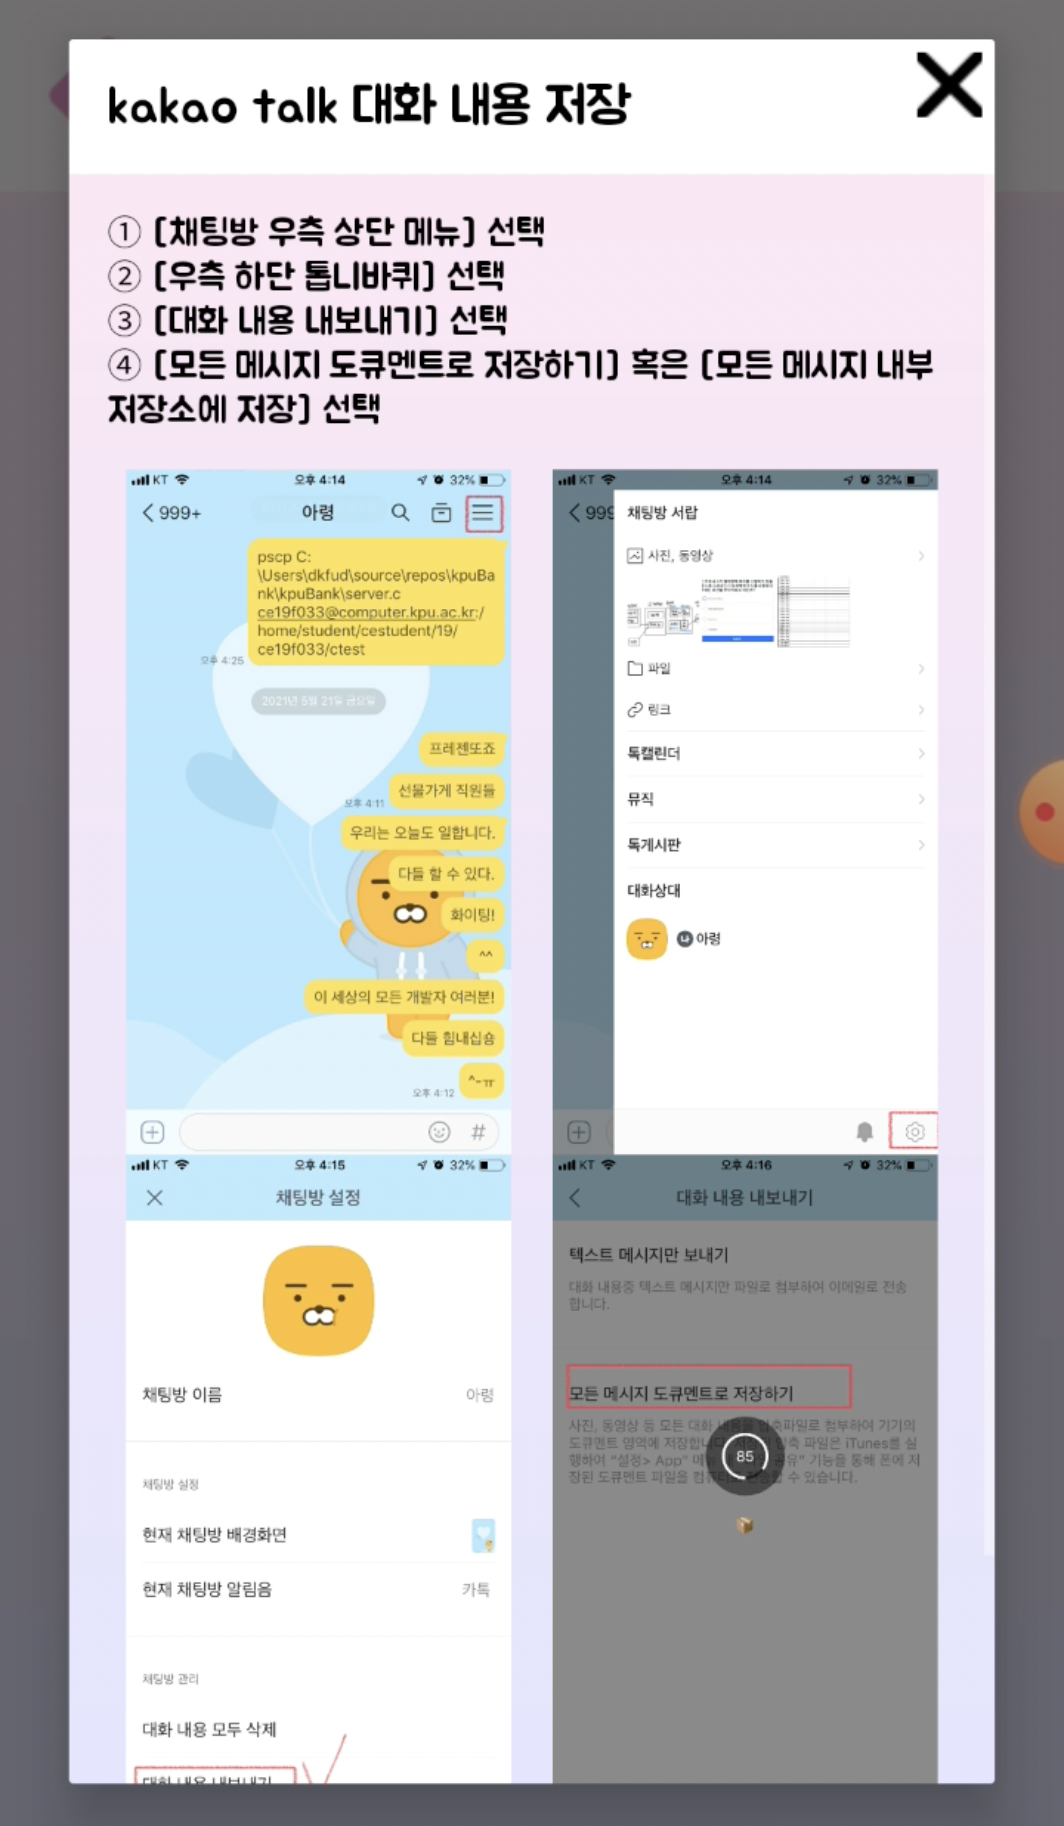 kakao talk 대화 내용 저장
① [채팅방 우측 상단 메뉴] 선택
② [우측 하단 톱니바퀴] 선택
③ [대화 내용 내보내기] 선택
④ [모든 메시지 도큐멘트로 저장하기] 혹은 [모든 메시지 내부
저장소에 저장] 선택
KT 오후 4:14 32%
999+ 아령
pscp C:
\Users\dkfud\source\repos\kpuBa
nk\kpuBank\server.c
ce19f033@computer.kpu.ac.kr:/
home/student/cestudent/19/
ce19f033/ctest
오후 4:25
2021년 5월 21일 금요일
프레젠또죠
선물가게 직원들
오후 4:11
우리는 오늘도 일합니다.
다들 할 수 있다.
화이팅!
^^
이 세상의 모든 개발자 여러분!
다들 힘내십숑
^-ㅠ
오후 4:12
#
KT 오후 4:14 32%
999
채팅방 서랍
사진, 동영상
파일
링크
톡캘린더
뮤직
톡게시판
대화상대
나 아령
KT 오후 4:15 32%
채팅방 설정
채팅방 이름 아령
채팅방 설정
현재 채팅방 배경화면
현재 채팅방 알림음 카톡
채팅방 관리
대화 내용 모두 삭제
대화 내용 내보내기
KT 오후 4:16 32%
대화 내용 내보내기
텍스트 메시지만 보내기
대화 내용중 텍스트 메시지만 파일로 첨부하여 이메일로 전송
합니다.
모든 메시지 도큐멘트로 저장하기
사진, 동영상 등 모든 대화 내용을 압축파일로 첨부하여 기기의
도큐멘트 영역에 저장합니다. 압축 파일은 iTunes를 실
행하여 "설정> App" 메뉴 공유" 기능을 통해 폰에 저
장된 도큐멘트 파일을 컴퓨터로 수 있습니다.
85